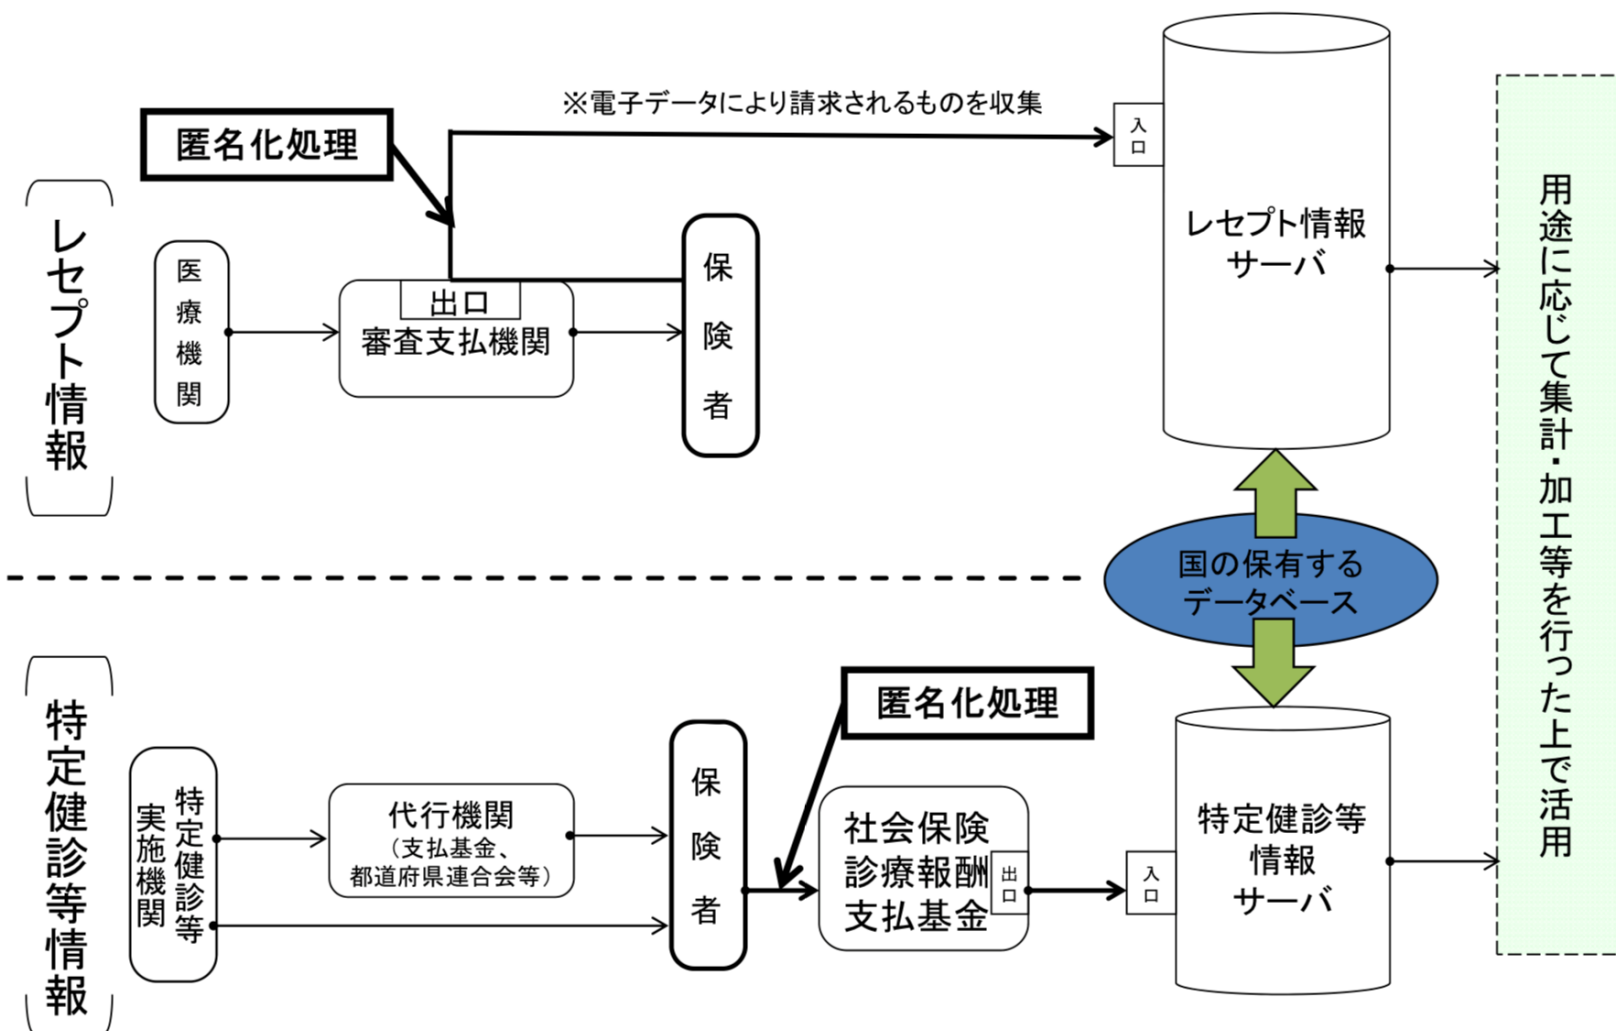 ※電子データにより請求されるものを収集
匿名化処理
入口
レセプト情報
医療機関
出口
審査支払機関
保険者
レセプト情報
サーバ
用途に応じて集計・加工等を行った上で活用
国の保有する
データベース
匿名化処理
特定健診等情報
特定健診等
実施機関
代行機関
（支払基金、
都道府県連合会等）
保険者
社会保険
診療報酬
支払基金
出口
入口
特定健診等
情報
サーバ